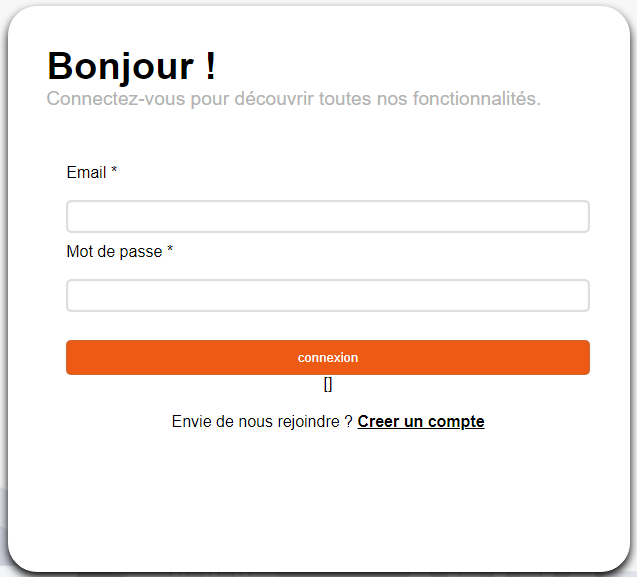 Bonjour !
Connectez-vous pour découvrir toutes nos fonctionnalités.
Email *
Mot de passe *
connexion
[]
Envie de nous rejoindre ? Creer un compte